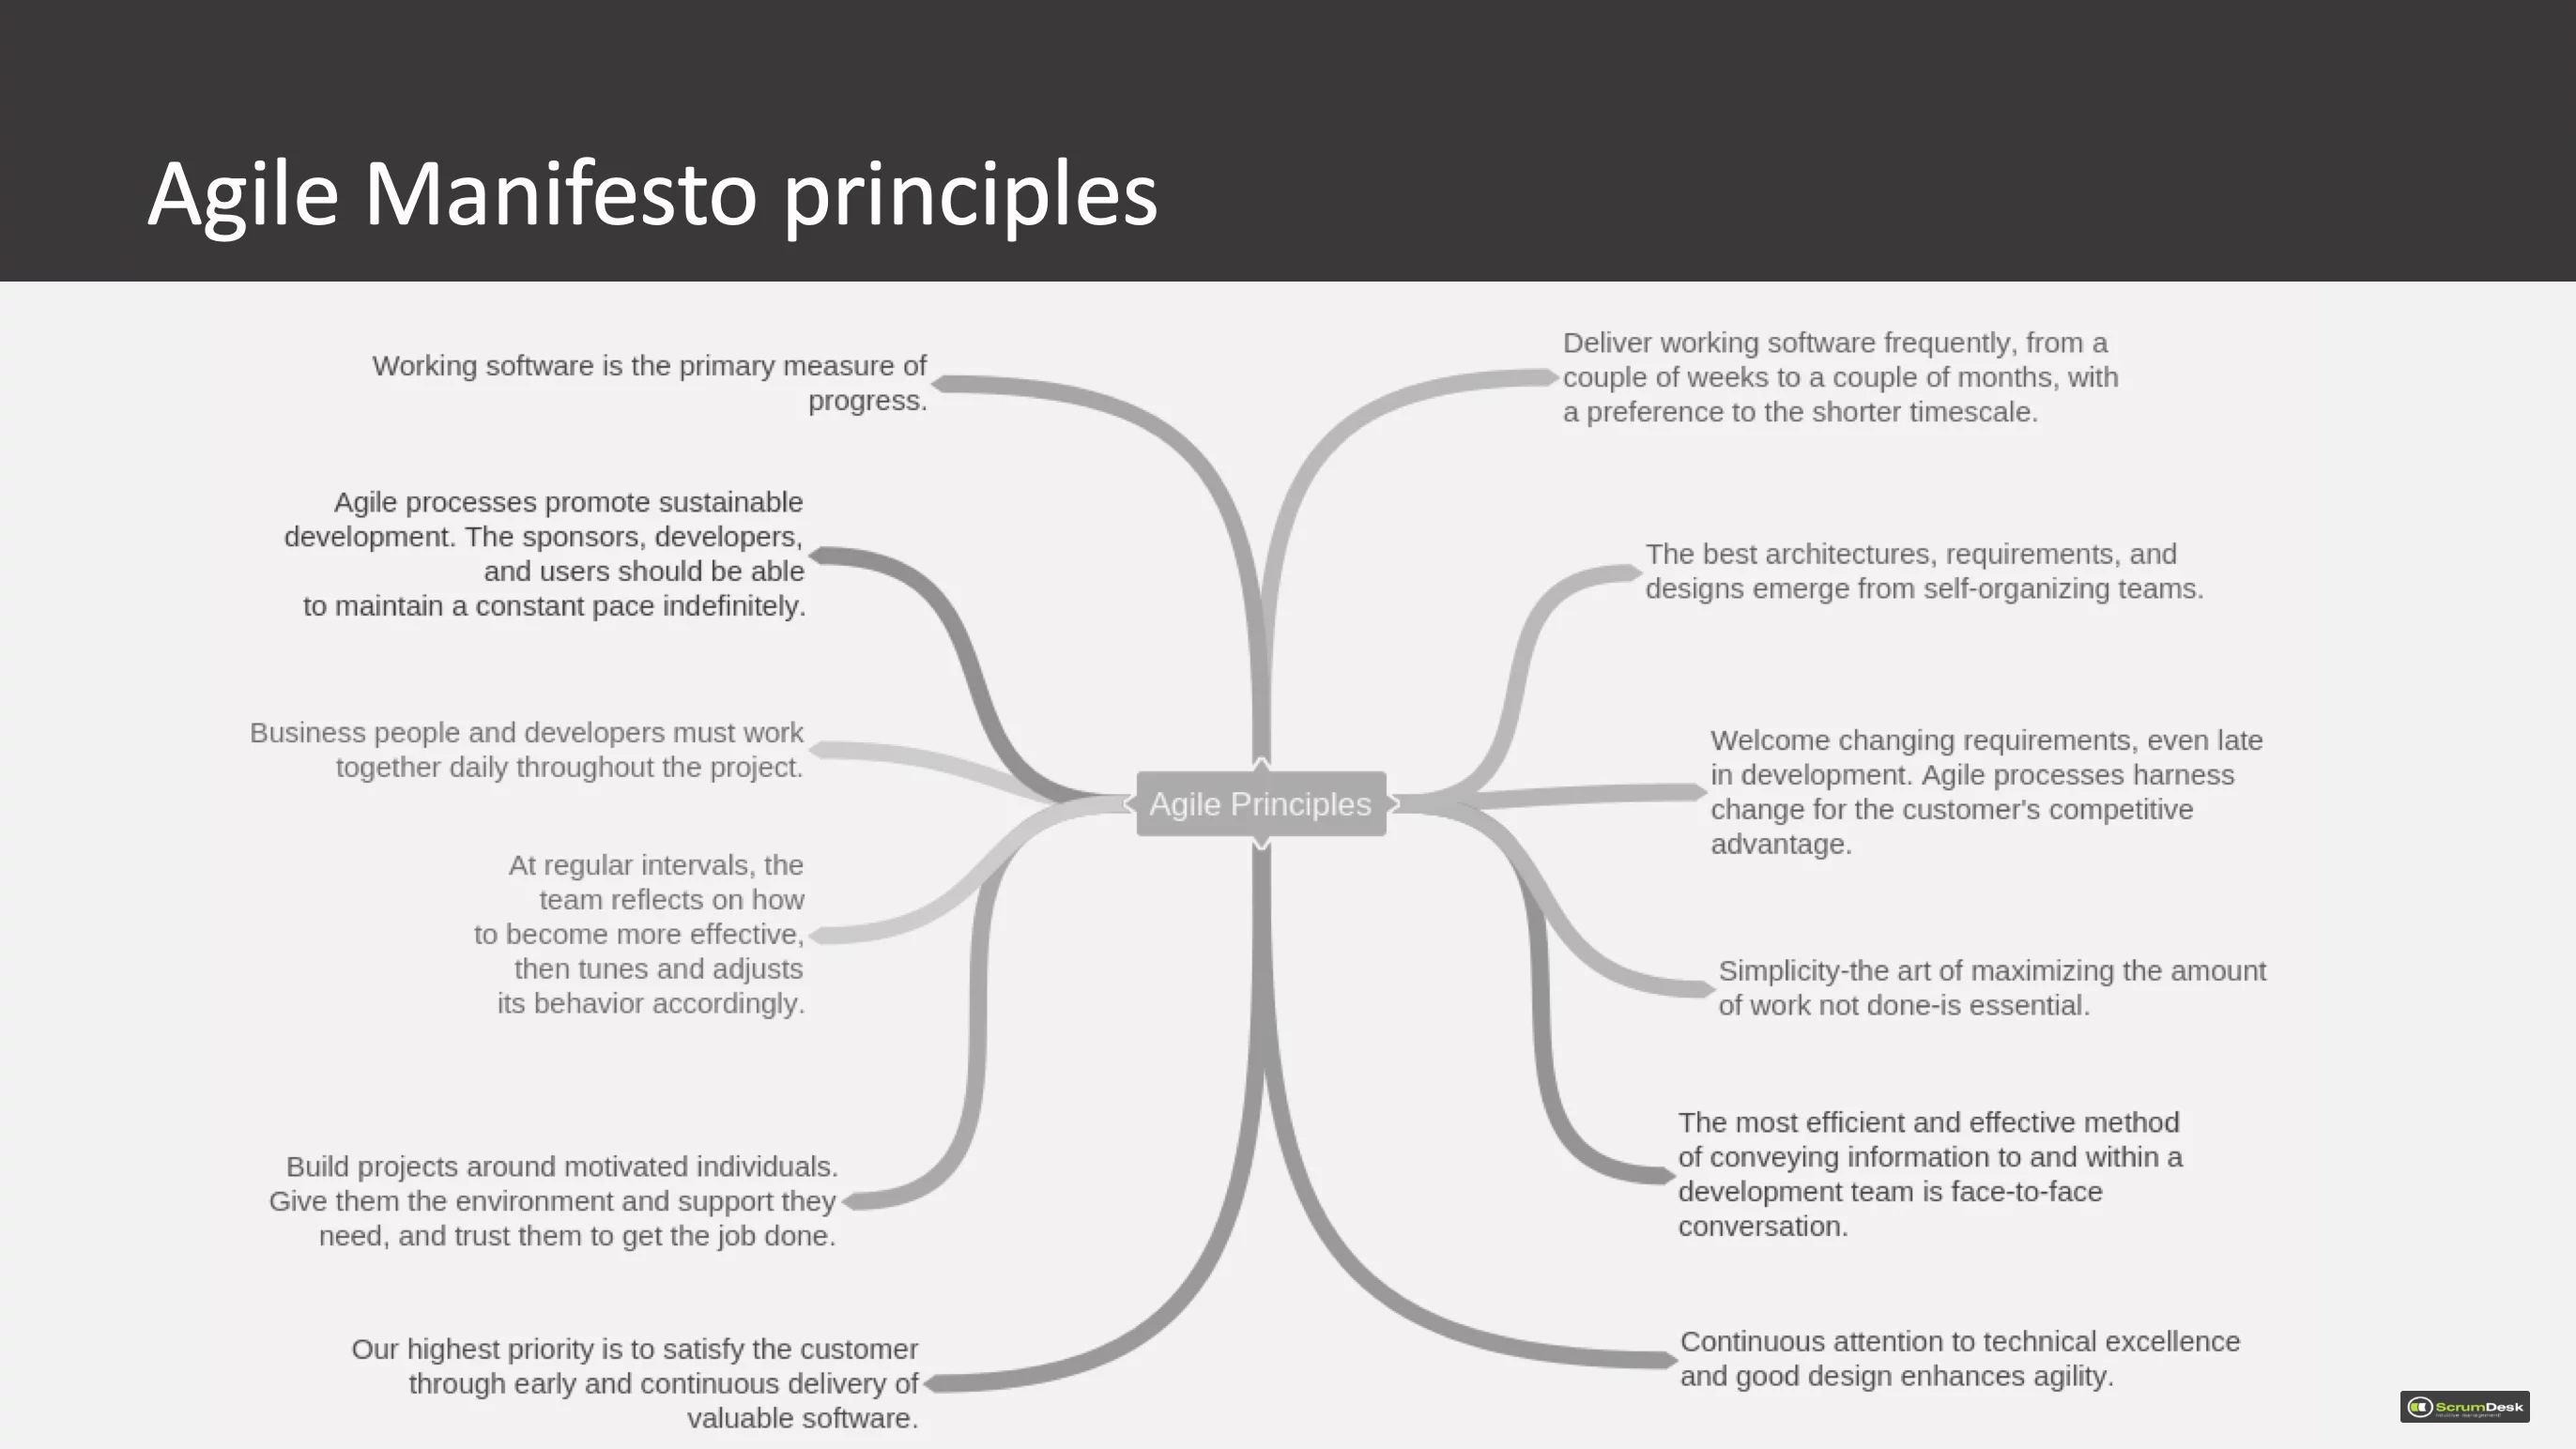 Agile Manifesto principles
Working software is the primary measure of
progress.
Agile processes promote sustainable
development. The sponsors, developers,
and users should be able
to maintain a constant pace indefinitely.
Business people and developers must work
together daily throughout the project.
At regular intervals, the
team reflects on how
to become more effective,
then tunes and adjusts
its behavior accordingly.
Build projects around motivated individuals.
Give them the environment and support they
need, and trust them to get the job done.
Our highest priority is to satisfy the customer
through early and continuous delivery of
valuable software.
Agile Principles
Deliver working software frequently, from a
couple of weeks to a couple of months, with
a preference to the shorter timescale.
The best architectures, requirements, and
designs emerge from self-organizing teams.
Welcome changing requirements, even late
in development. Agile processes harness
change for the customer's competitive
advantage.
Simplicity-the art of maximizing the amount
of work not done-is essential.
The most efficient and effective method
of conveying information to and within a
development team is face-to-face
conversation.
Continuous attention to technical excellence
and good design enhances agility.
ScrumDesk